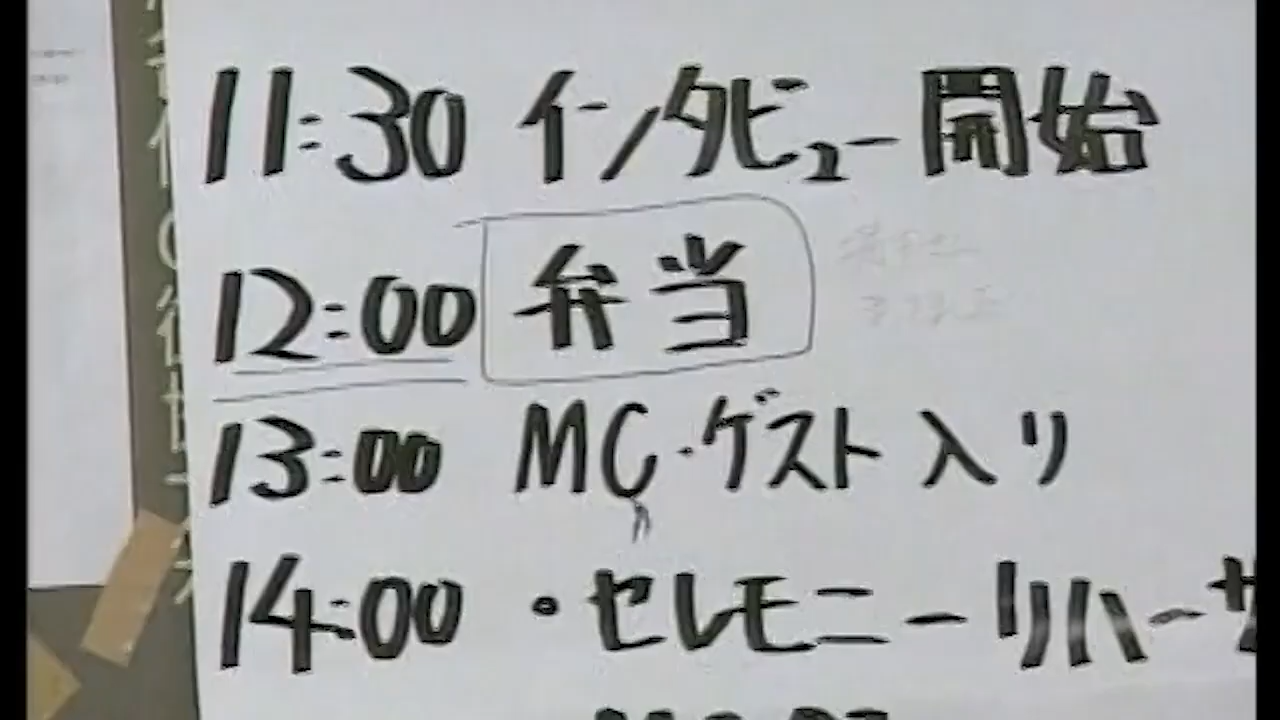 11:30 インタビュー 開始
12:00 弁当
13:00 MC・ゲスト 入り
14:00 ・セレモニーリハーサ